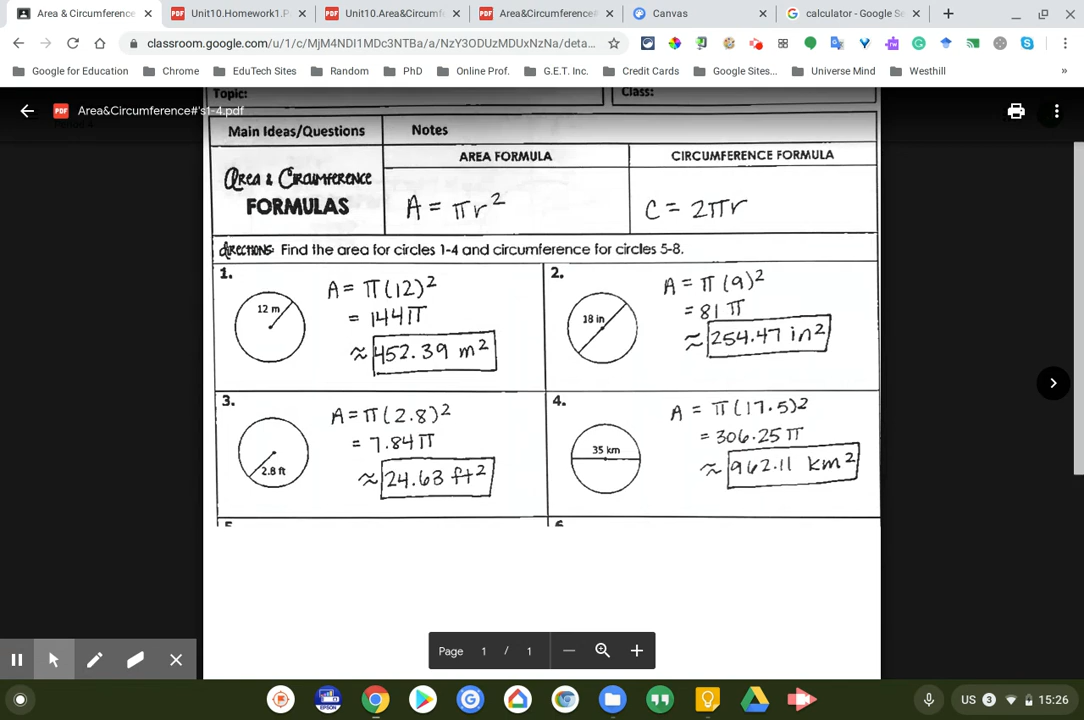 Area & Circumference
Unit10.Homework1.P
Unit10.Area&Circumf
Area&Circumference#
Canvas
calculator - Google Se
classroom.google.com/u/1/c/MjM4NDI1MDc3NTBa/a/NzY3ODUzMDUxNzNa/deta...
Google for Education
Chrome
EduTech Sites
Random
PhD
Online Prof.
G.E.T. Inc.
Credit Cards
Google Sites...
Universe Mind
Westhill
»
PDF Area&Circumference#'s1-4.pdf
Topic:
Class:
Main Ideas/Questions
Notes
AREA & CIRCUMFERENCE
FORMULAS
AREA FORMULA
CIRCUMFERENCE FORMULA
A = πr²
C = 2πr
DIRECTIONS: Find the area for circles 1-4 and circumference for circles 5-8.
1.
12 m
A = π(12)²
= 144π
≈ 452.39 m²
2.
18 in
A = π(9)²
= 81π
≈ 254.47 in²
3.
2.8 ft
A = π(2.8)²
= 7.84π
≈ 24.63 ft²
4.
35 km
A = π(17.5)²
= 306.25π
≈ 962.11 km²
Page 1 / 1
EPSON
US 3 15:26